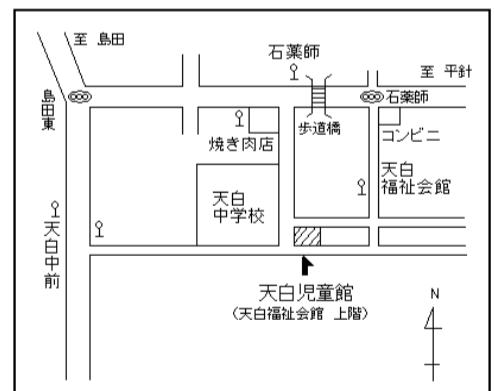 至 島田
石薬師
至 平針
島田東
石薬師
歩道橋
コンビニ
焼き肉店
天白
福祉会館
天白
中学校
天白中前
天白児童館
(天白福祉会館 上階)
N